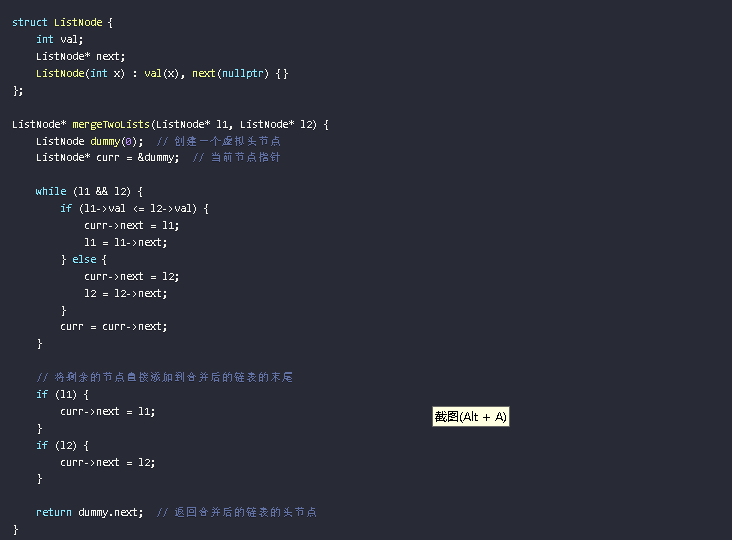 struct ListNode {
    int val;
    ListNode* next;
    ListNode(int x) : val(x), next(nullptr) {}
};
ListNode* mergeTwoLists(ListNode* l1, ListNode* l2) {
    ListNode dummy(0);  // 创建一个虚拟头节点
    ListNode* curr = &dummy;  // 当前节点指针
    while (l1 && l2) {
        if (l1->val <= l2->val) {
            curr->next = l1;
            l1 = l1->next;
        } else {
            curr->next = l2;
            l2 = l2->next;
        }
        curr = curr->next;
    }
    // 将剩余的节点直接添加到合并后的链表的末尾
    if (l1) {
        curr->next = l1;
    }
    if (l2) {
        curr->next = l2;
    }
    return dummy.next;  // 返回合并后的链表的头节点
}
截图(Alt + A)